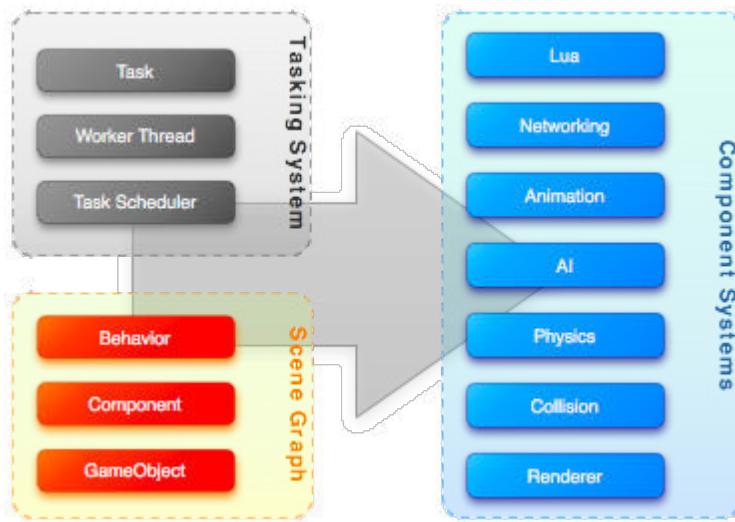 Task
Worker Thread
Task Scheduler
Tasking System
Behavior
Component
GameObject
Scene Graph
Lua
Networking
Animation
AI
Physics
Collision
Renderer
Component Systems